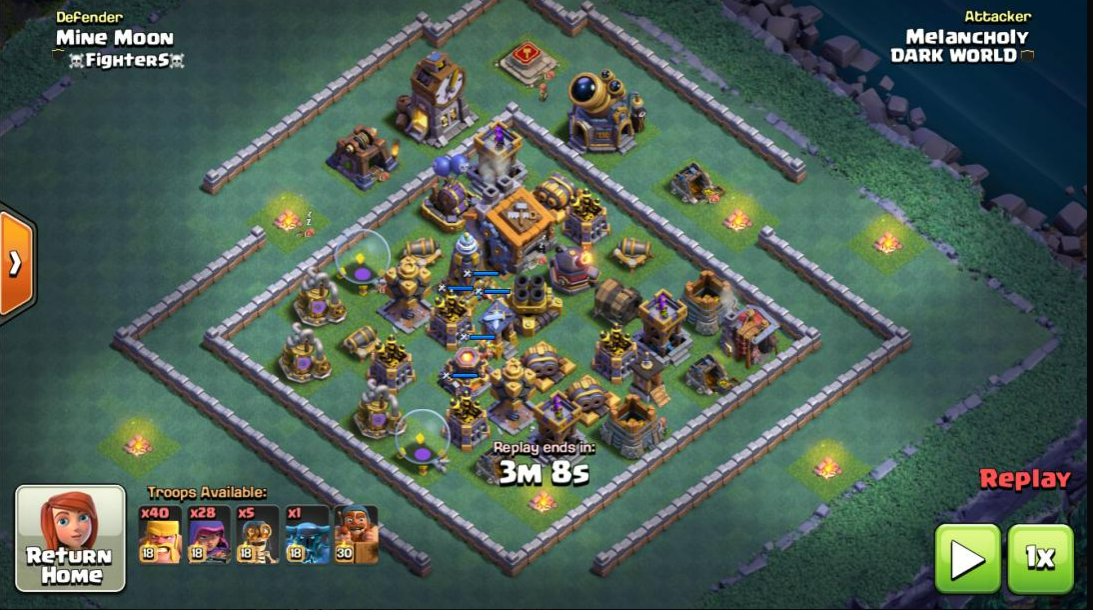 Defender
Mine Moon
☠FighterS☠
Attacker
Melancholy
DARK WORLD
z
z
Replay ends in:
3M 8s
Replay
1x
Troops Available:
x40 x28 x5 x1
18 18 18 18 30
Return
Home